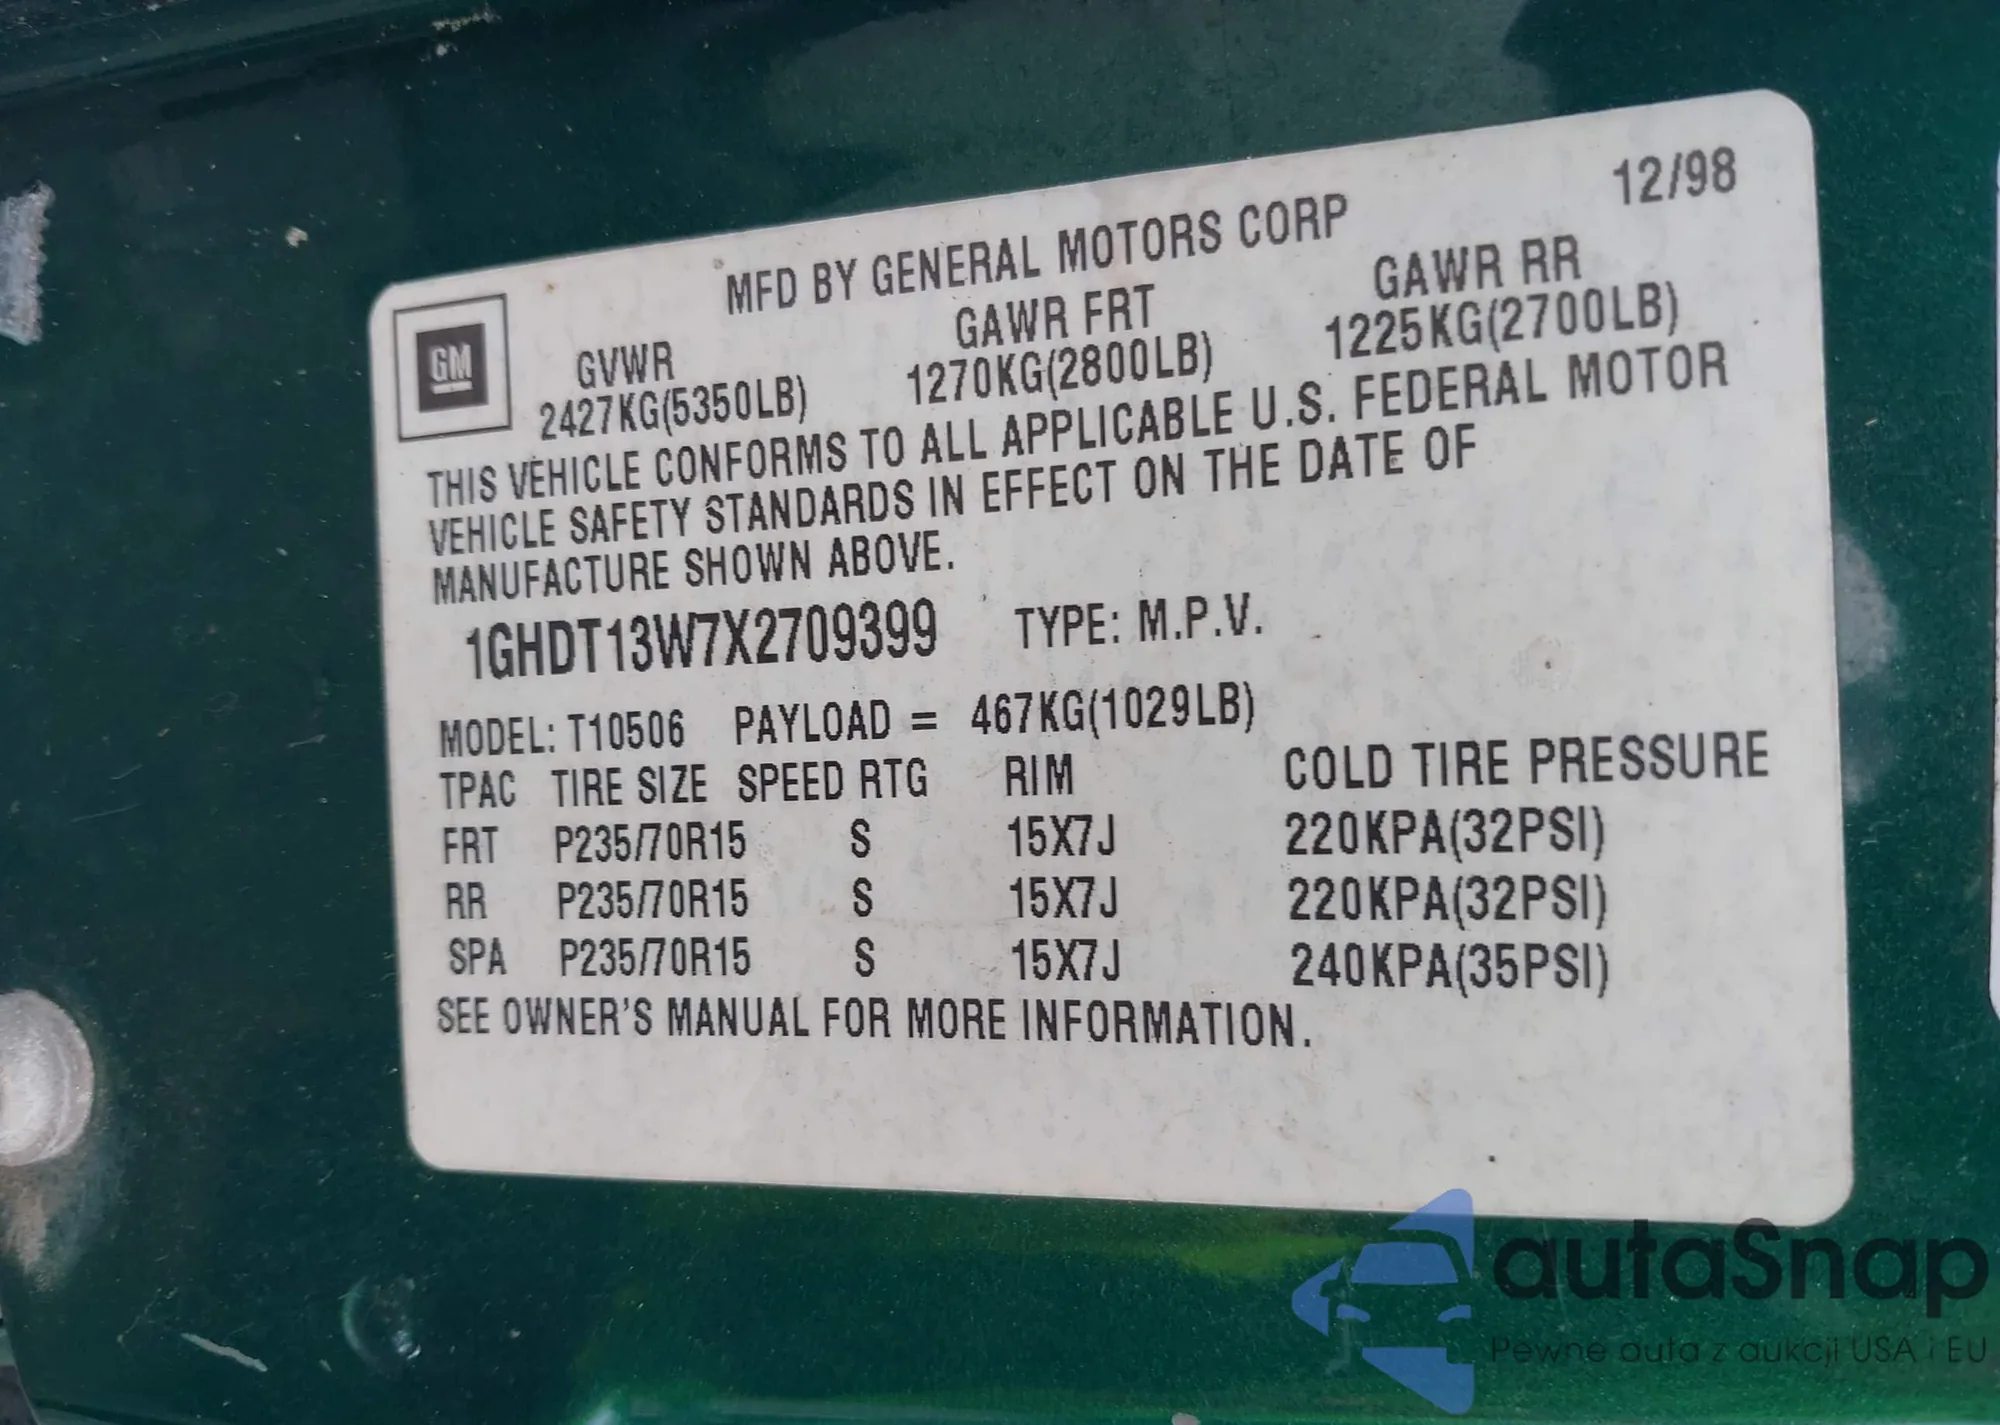 12/98
MFD BY GENERAL MOTORS CORP
GM
GVWR GAWR FRT GAWR RR
2427KG(5350LB) 1270KG(2800LB) 1225KG(2700LB)
THIS VEHICLE CONFORMS TO ALL APPLICABLE U.S. FEDERAL MOTOR
VEHICLE SAFETY STANDARDS IN EFFECT ON THE DATE OF
MANUFACTURE SHOWN ABOVE.
1GHDT13W7X2709399 TYPE: M.P.V.
MODEL: T10506 PAYLOAD = 467KG(1029LB)
TPAC TIRE SIZE SPEED RTG RIM COLD TIRE PRESSURE
FRT P235/70R15 S 15X7J 220KPA(32PSI)
RR P235/70R15 S 15X7J 220KPA(32PSI)
SPA P235/70R15 S 15X7J 240KPA(35PSI)
SEE OWNER'S MANUAL FOR MORE INFORMATION.
autaSnap
Pewne auta z aukcji USA i EU